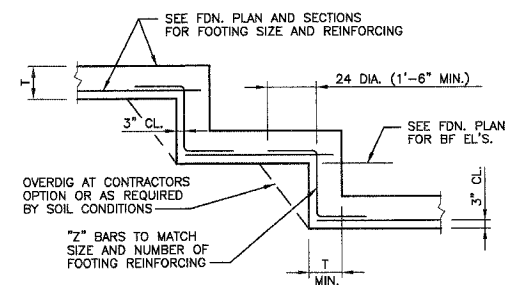 SEE FDN. PLAN AND SECTIONS
FOR FOOTING SIZE AND REINFORCING
T
24 DIA. (1'-6" MIN.)
3" CL.
SEE FDN. PLAN
FOR BF EL'S.
OVERDIG AT CONTRACTORS
OPTION OR AS REQUIRED
BY SOIL CONDITIONS
3" CL.
"Z" BARS TO MATCH
SIZE AND NUMBER OF
FOOTING REINFORCING
T
MIN.